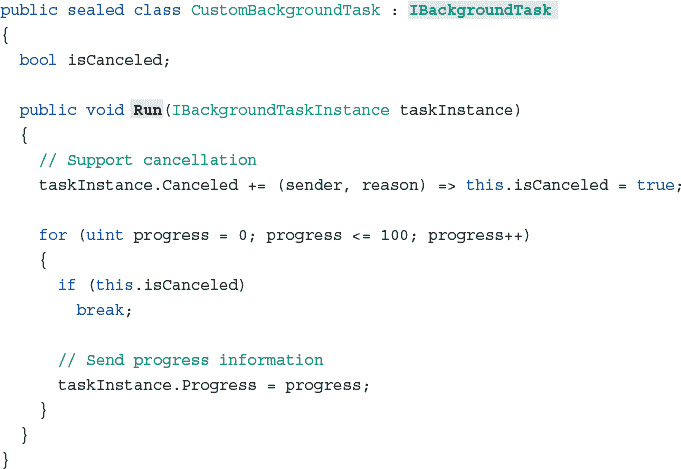 public sealed class CustomBackgroundTask : IBackgroundTask
{
  bool isCanceled;

  public void Run(IBackgroundTaskInstance taskInstance)
  {
    // Support cancellation
    taskInstance.Canceled += (sender, reason) => this.isCanceled = true;

    for (uint progress = 0; progress <= 100; progress++)
    {
      if (this.isCanceled)
        break;

      // Send progress information
      taskInstance.Progress = progress;
    }
  }
}